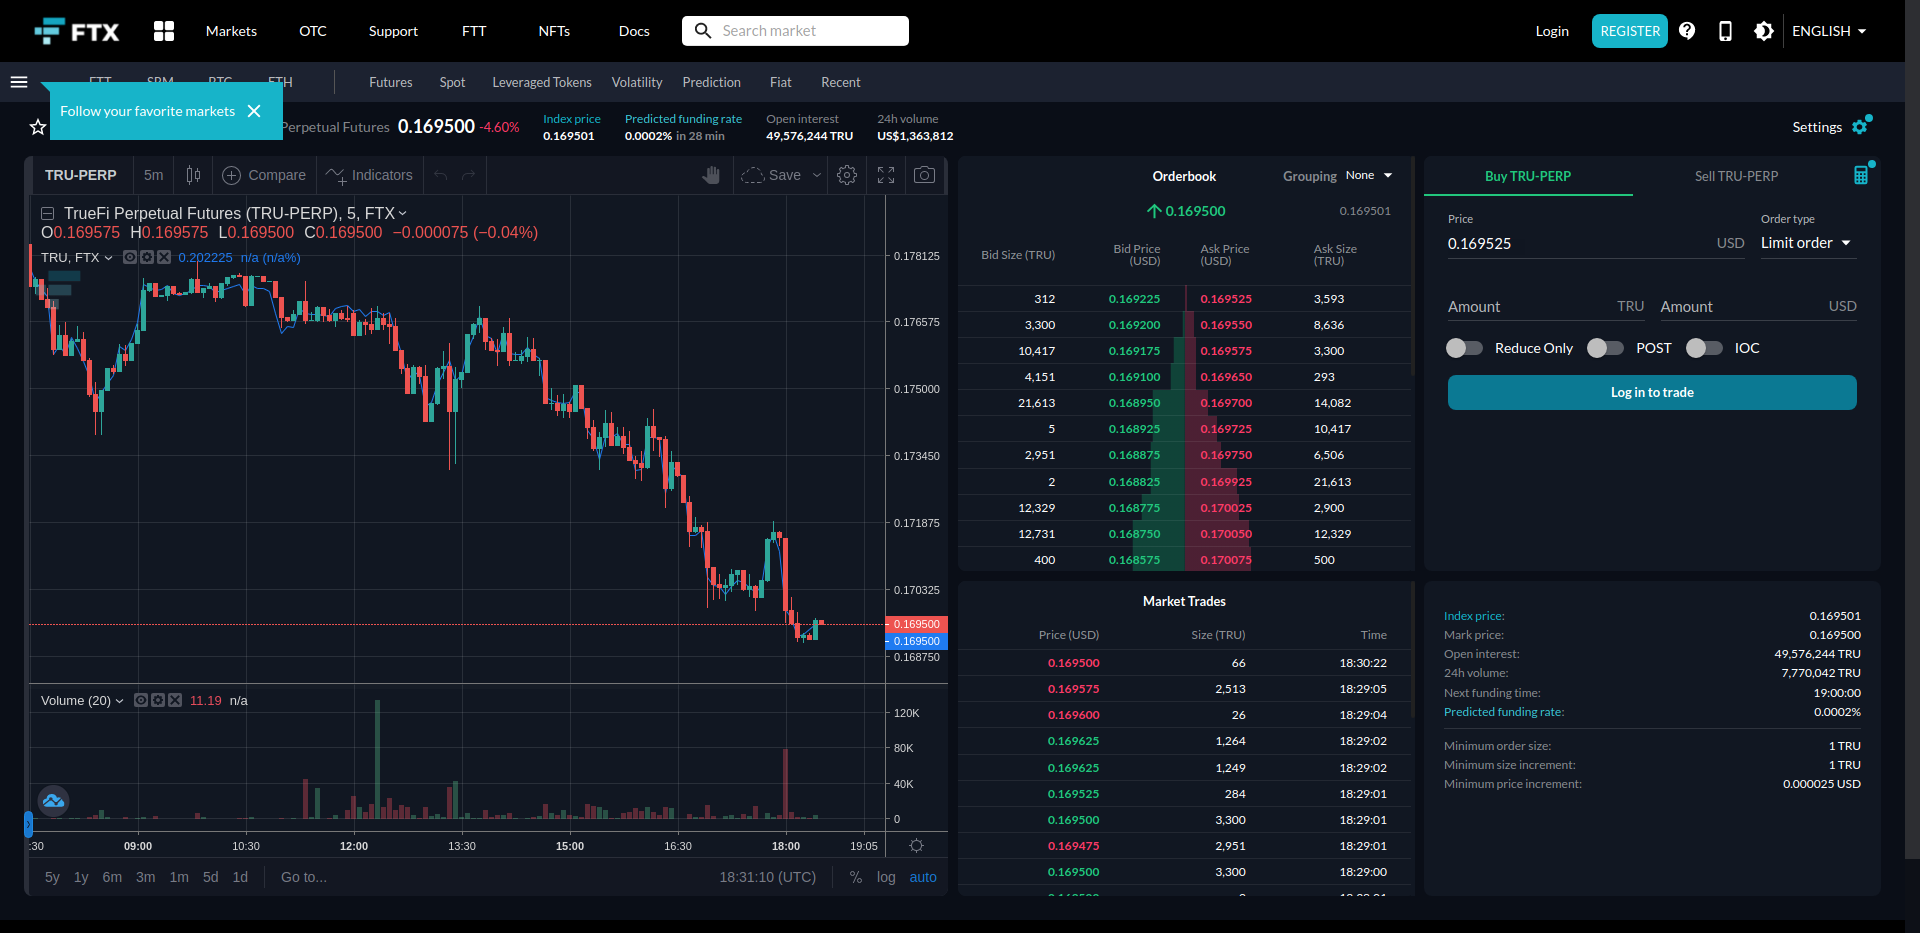 FTX
Markets OTC Support FTT NFTs Docs Search market Login REGISTER ENGLISH
Futures Spot Leveraged Tokens Volatility Prediction Fiat Recent
Follow your favorite markets
Perpetual Futures 0.169500 -4.60%
Index price 0.169501
Predicted funding rate 0.0002% in 28 min
Open interest 49,576,244 TRU
24h volume US$1,363,812
Settings
TRU-PERP 5m Compare Indicators Save
TrueFi Perpetual Futures (TRU-PERP), 5, FTX
O0.169575 H0.169575 L0.169500 C0.169500 −0.000075 (−0.04%)
TRU, FTX 0.202225 n/a (n/a%)
0.178125
0.176575
0.175000
0.173450
0.171875
0.170325
0.169500
0.169500
0.168750
Volume (20) 11.19 n/a
120K
80K
40K
0
:30 09:00 10:30 12:00 13:30 15:00 16:30 18:00 19:05
5y 1y 6m 3m 1m 5d 1d Go to... 18:31:10 (UTC) % log auto
Orderbook Grouping None
0.169500 0.169501
Bid Size (TRU) Bid Price (USD) Ask Price (USD) Ask Size (TRU)
312 0.169225 0.169525 3,593
3,300 0.169200 0.169550 8,636
10,417 0.169175 0.169575 3,300
4,151 0.169100 0.169650 293
21,613 0.168950 0.169700 14,082
5 0.168925 0.169725 10,417
2,951 0.168875 0.169750 6,506
2 0.168825 0.169925 21,613
12,329 0.168775 0.170025 2,900
12,731 0.168750 0.170050 12,329
400 0.168575 0.170075 500
Market Trades
Price (USD) Size (TRU) Time
0.169500 66 18:30:22
0.169575 2,513 18:29:05
0.169600 26 18:29:04
0.169625 1,264 18:29:02
0.169625 1,249 18:29:02
0.169525 284 18:29:01
0.169500 3,300 18:29:01
0.169475 2,951 18:29:01
0.169500 3,300 18:29:00
Buy TRU-PERP Sell TRU-PERP
Price Order type
0.169525 USD Limit order
Amount TRU Amount USD
Reduce Only POST IOC
Log in to trade
Index price: 0.169501
Mark price: 0.169500
Open interest: 49,576,244 TRU
24h volume: 7,770,042 TRU
Next funding time: 19:00:00
Predicted funding rate: 0.0002%
Minimum order size: 1 TRU
Minimum size increment: 1 TRU
Minimum price increment: 0.000025 USD